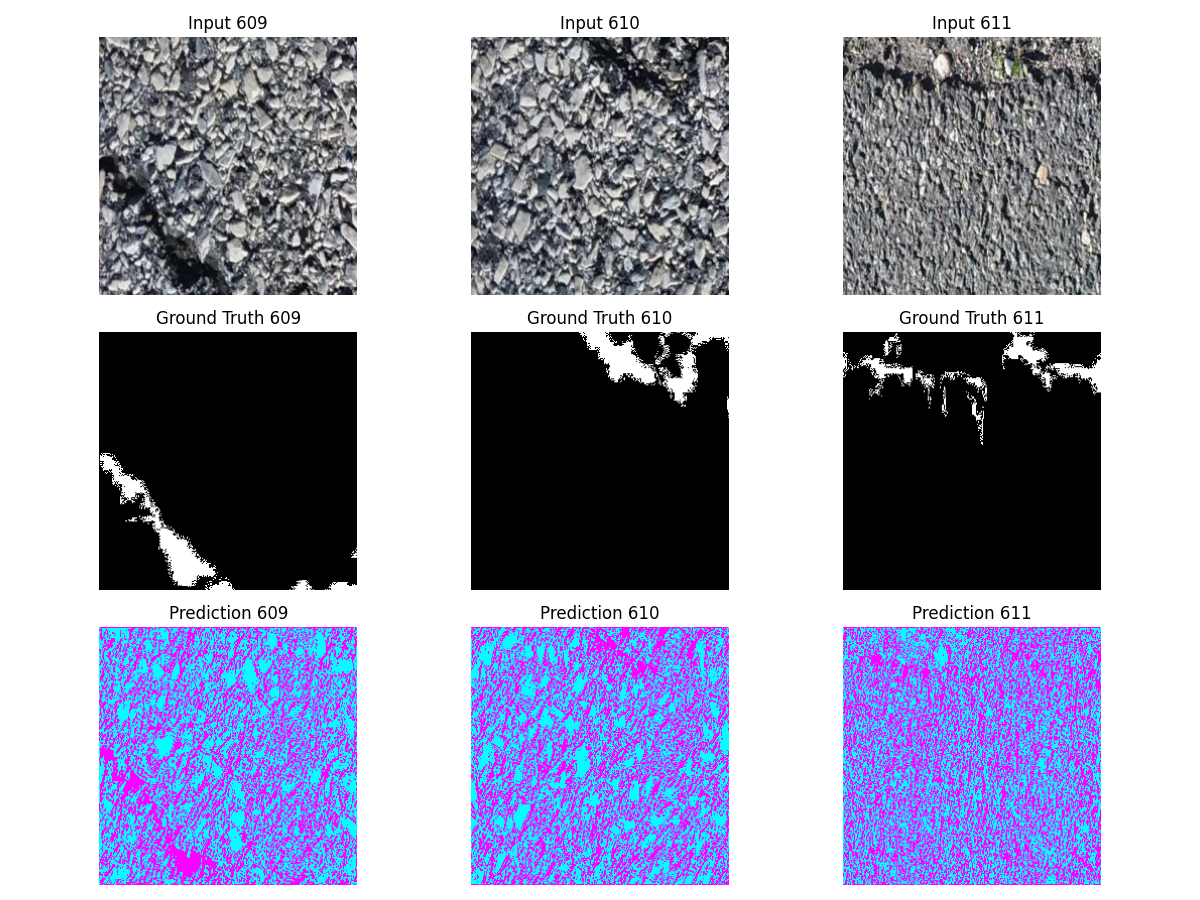 Input 609
Input 610
Input 611
Ground Truth 609
Ground Truth 610
Ground Truth 611
Prediction 609
Prediction 610
Prediction 611